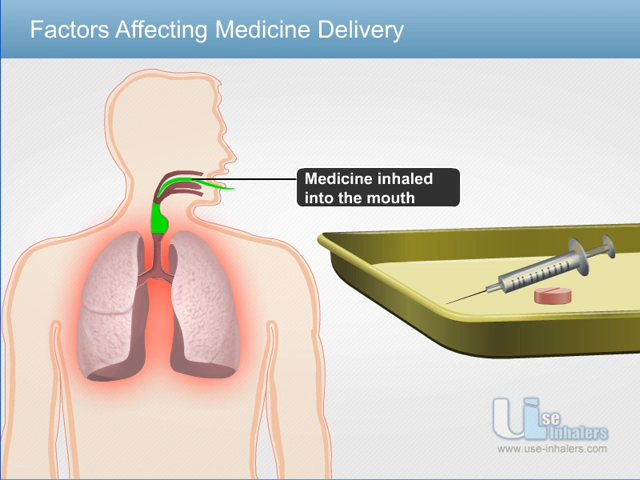 Factors Affecting Medicine Delivery
Medicine inhaled
into the mouth
Use
Inhalers
www.use-inhalers.com